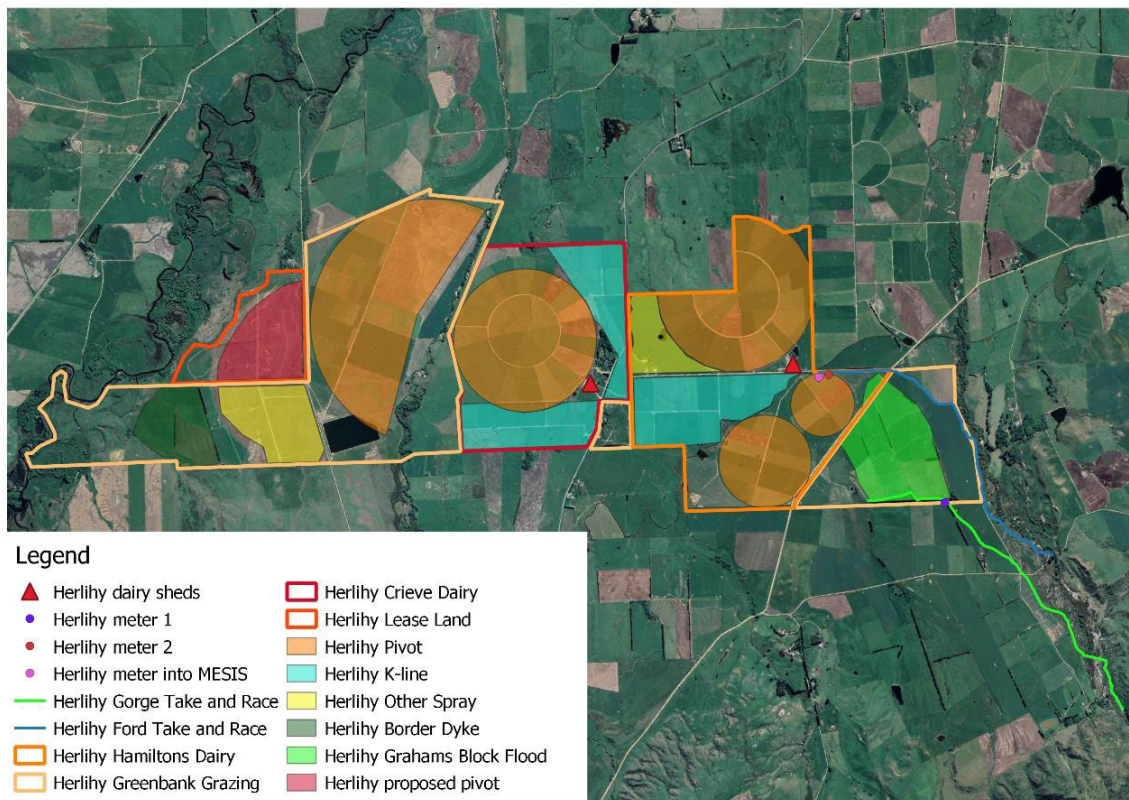 Legend
Herlihy dairy sheds
Herlihy meter 1
Herlihy meter 2
Herlihy meter into MESIS
Herlihy Gorge Take and Race
Herlihy Ford Take and Race
Herlihy Hamiltons Dairy
Herlihy Greenbank Grazing
Herlihy Crieve Dairy
Herlihy Lease Land
Herlihy Pivot
Herlihy K-line
Herlihy Other Spray
Herlihy Border Dyke
Herlihy Grahams Block Flood
Herlihy proposed pivot